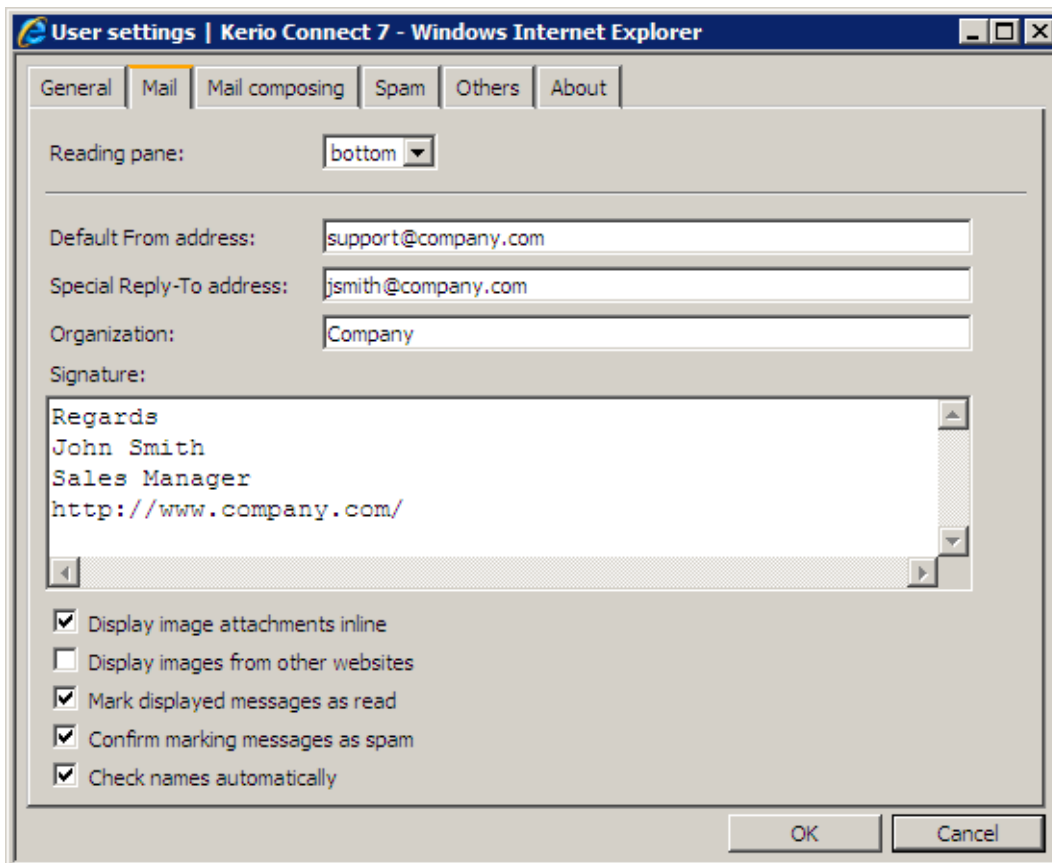 User settings | Kerio Connect 7 - Windows Internet Explorer
General Mail Mail composing Spam Others About
Reading pane: bottom
Default From address: support@company.com
Special Reply-To address: jsmith@company.com
Organization: Company
Signature:
Regards
John Smith
Sales Manager
http://www.company.com/
Display image attachments inline
Display images from other websites
Mark displayed messages as read
Confirm marking messages as spam
Check names automatically
OK Cancel